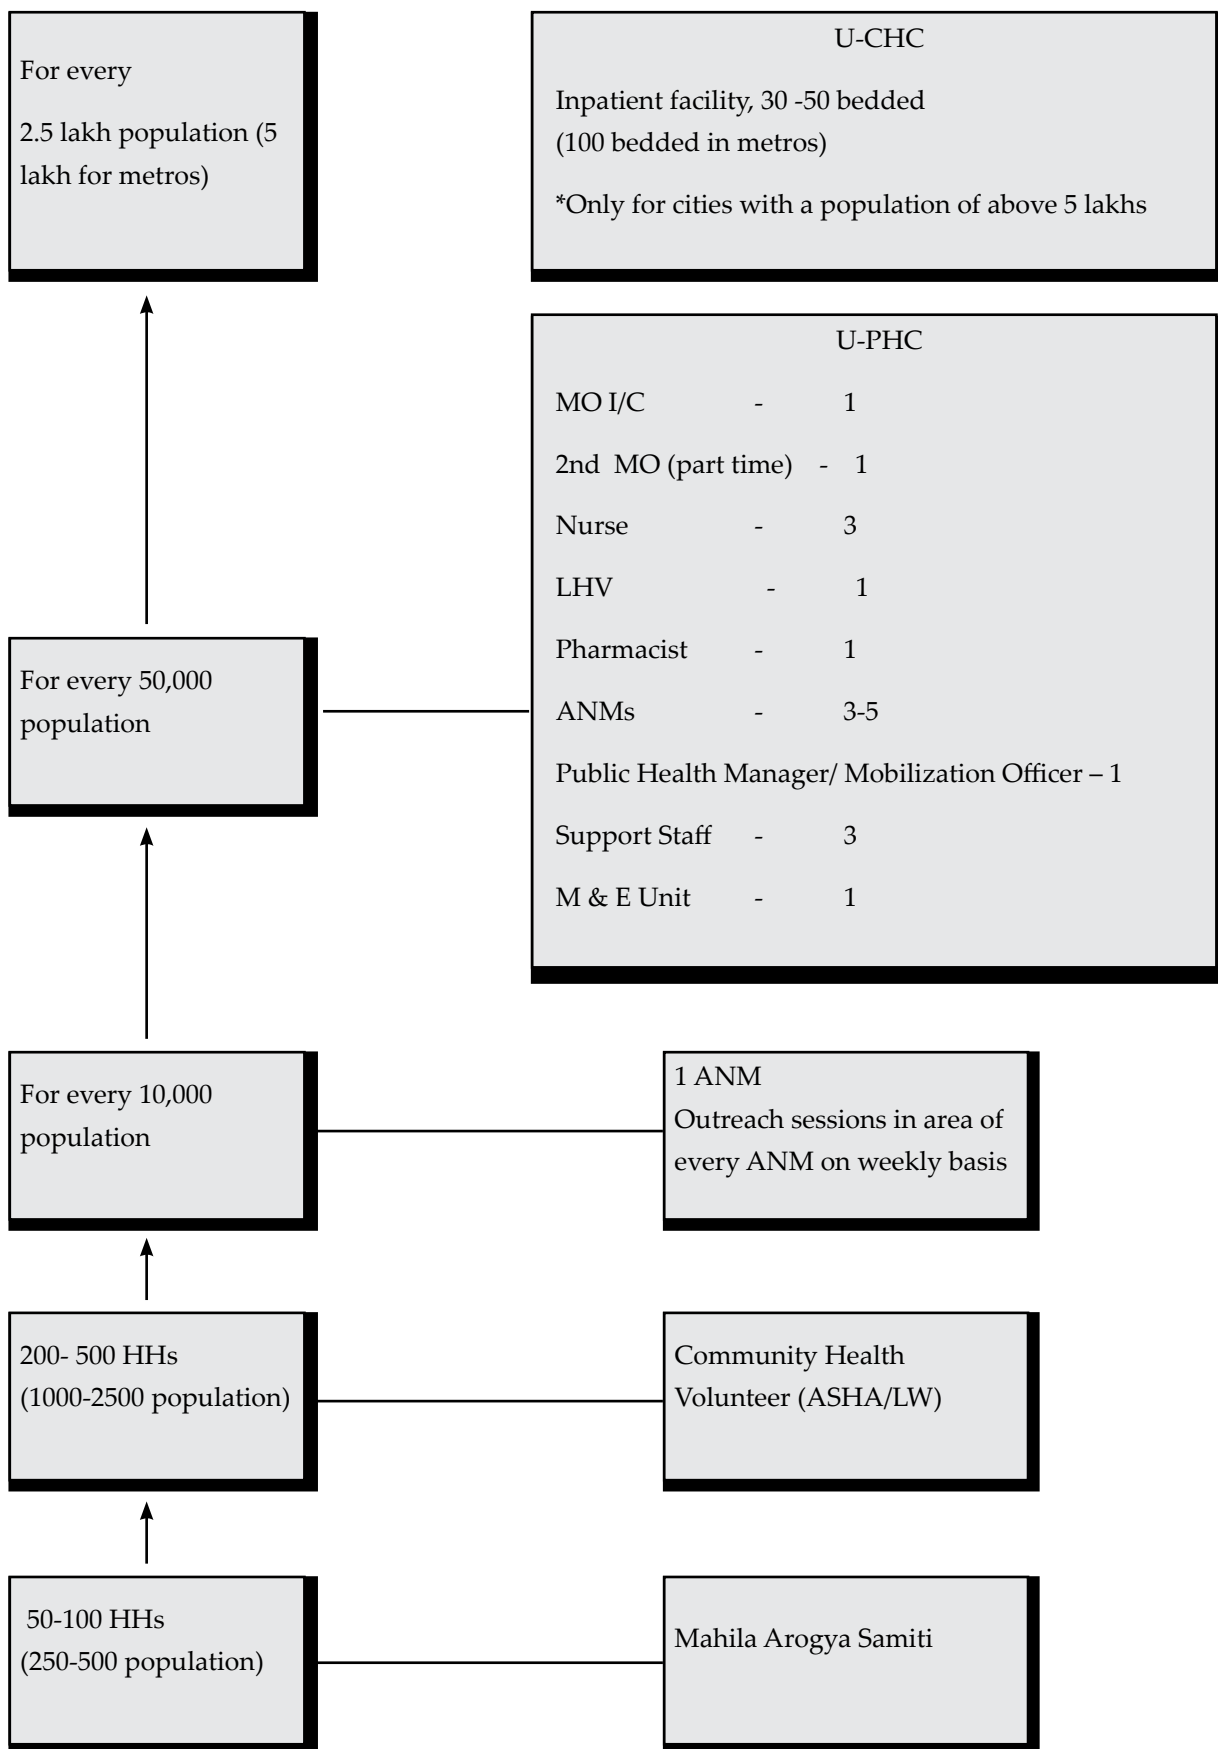 For every
2.5 lakh population (5
lakh for metros)
U-CHC
Inpatient facility, 30 -50 bedded
(100 bedded in metros)
*Only for cities with a population of above 5 lakhs
U-PHC
MO I/C - 1
2nd MO (part time) - 1
Nurse - 3
LHV - 1
Pharmacist - 1
ANMs - 3-5
Public Health Manager/ Mobilization Officer – 1
Support Staff - 3
M & E Unit - 1
For every 50,000
population
For every 10,000
population
1 ANM
Outreach sessions in area of
every ANM on weekly basis
200- 500 HHs
(1000-2500 population)
Community Health
Volunteer (ASHA/LW)
50-100 HHs
(250-500 population)
Mahila Arogya Samiti